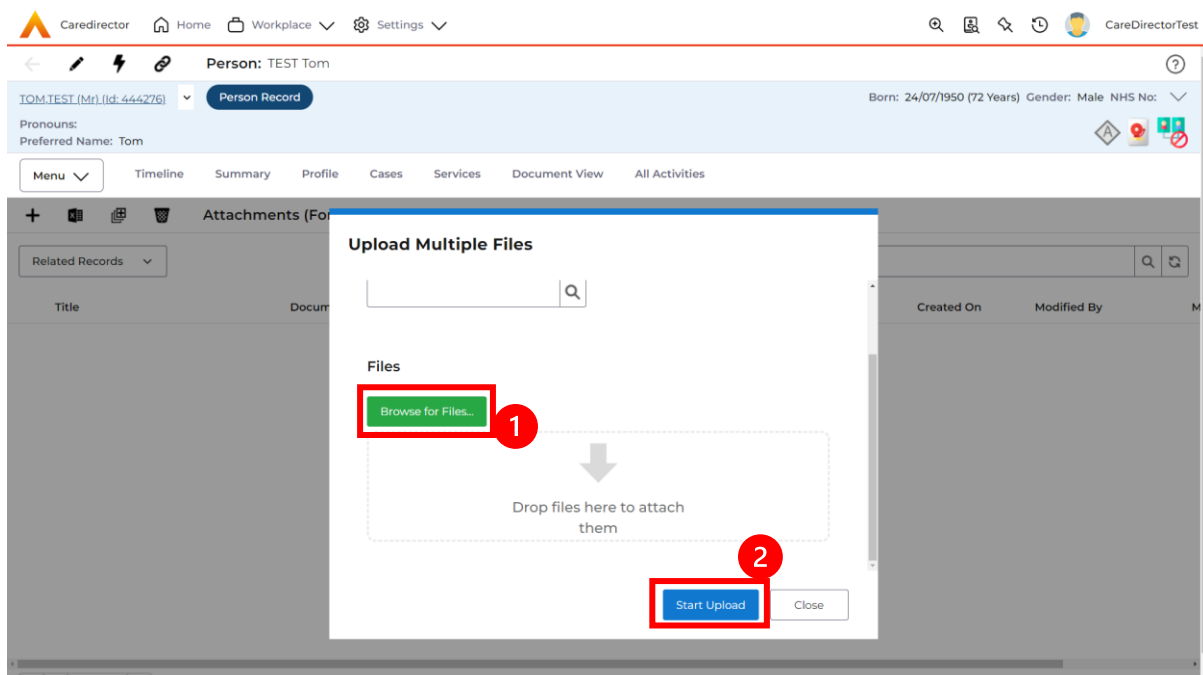 Caredirector Home Workplace Settings CareDirectorTest
Person: TEST Tom ?
TOM,TEST (Mr) (Id: 444276) Person Record Born: 24/07/1950 (72 Years) Gender: Male NHS No:
Pronouns:
Preferred Name: Tom
A
Menu Timeline Summary Profile Cases Services Document View All Activities
Attachments (For
Upload Multiple Files
Related Records
Title Docum Created On Modified By M
Files
Browse for Files...
1
Drop files here to attach
them
2
Start Upload Close